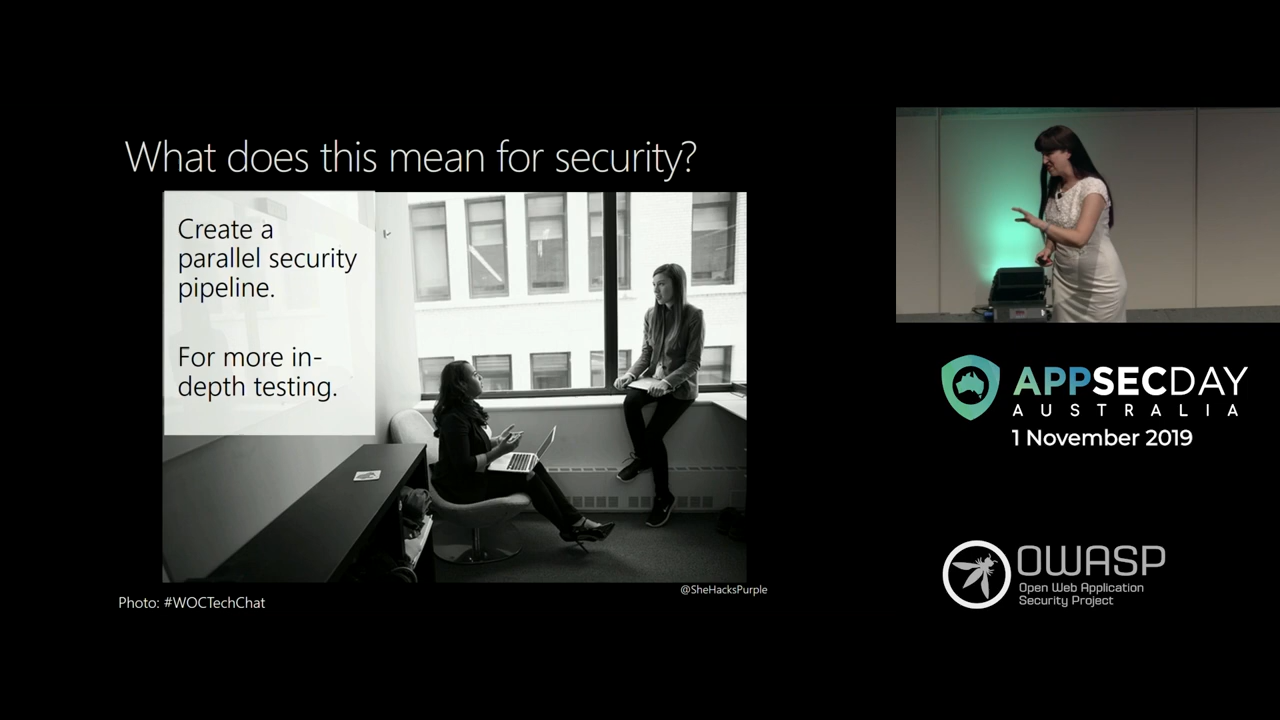 What does this mean for security?
Create a
parallel security
pipeline.
For more in-
depth testing.
@SheHacksPurple
Photo: #WOCTechChat
APPSECDAY
AUSTRALIA
1 November 2019
OWASP
Open Web Application
Security Project